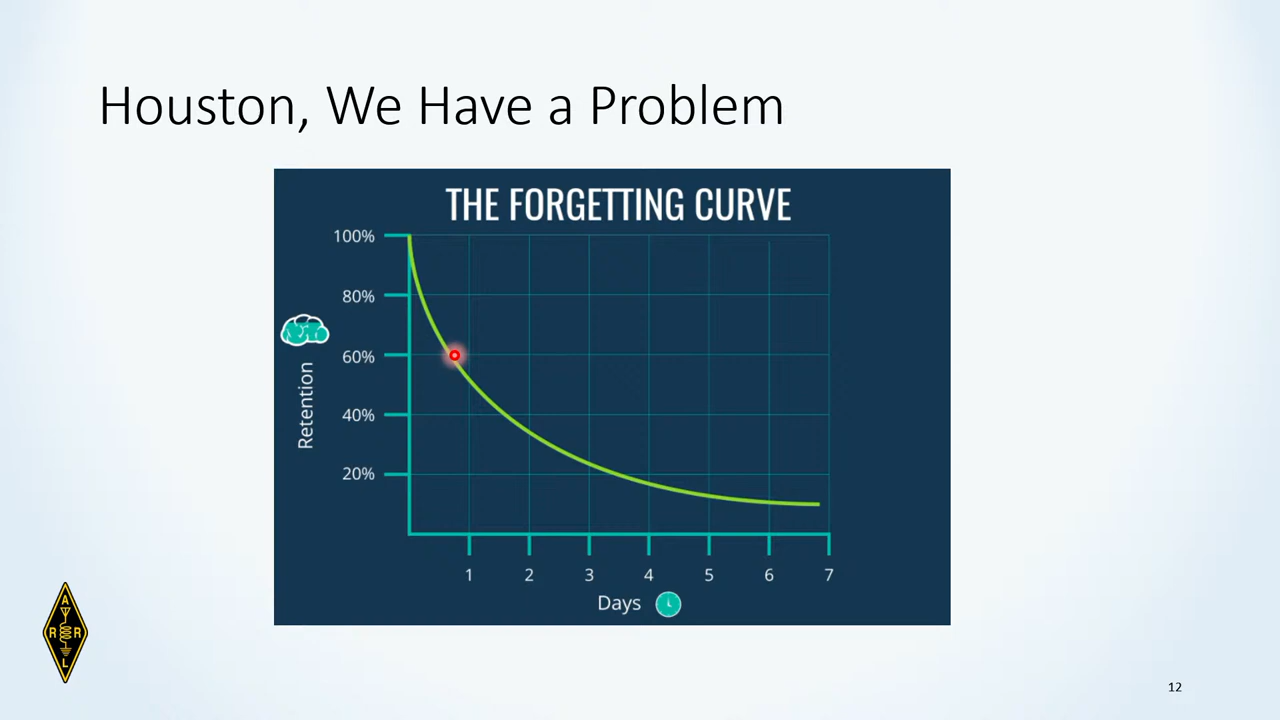 Houston, We Have a Problem
THE FORGETTING CURVE
100%
80%
60%
40%
20%
Retention
1 2 3 4 5 6 7
Days
A
R R
L
12